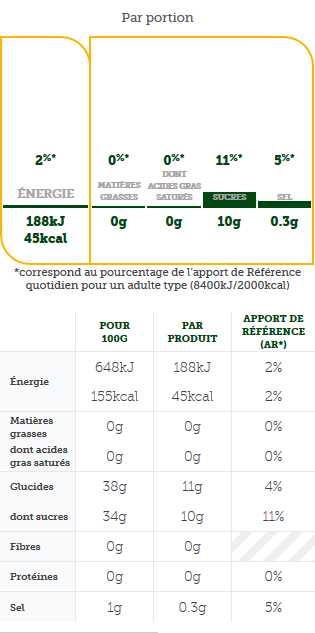 Par portion
2%* 0%* 0%* 11%* 5%*
ÉNERGIE MATIÈRES GRASSES DONT ACIDES GRAS SATURÉS SUCRES SEL
188kJ 0g 0g 10g 0.3g
45kcal
*correspond au pourcentage de l'apport de Référence
quotidien pour un adulte type (8400kJ/2000kcal)
POUR 100G PAR PRODUIT APPORT DE RÉFÉRENCE (AR*)
Énergie 648kJ 188kJ 2%
155kcal 45kcal 2%
Matières grasses 0g 0g 0%
dont acides gras saturés 0g 0g 0%
Glucides 38g 11g 4%
dont sucres 34g 10g 11%
Fibres 0g 0g
Protéines 0g 0g 0%
Sel 1g 0.3g 5%